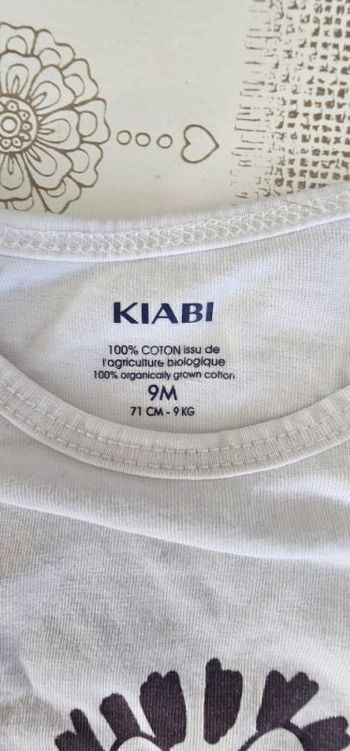 KIABI
100% COTON issu de
l'agriculture biologique
100% organically grown cotton
9M
71 CM - 9 KG